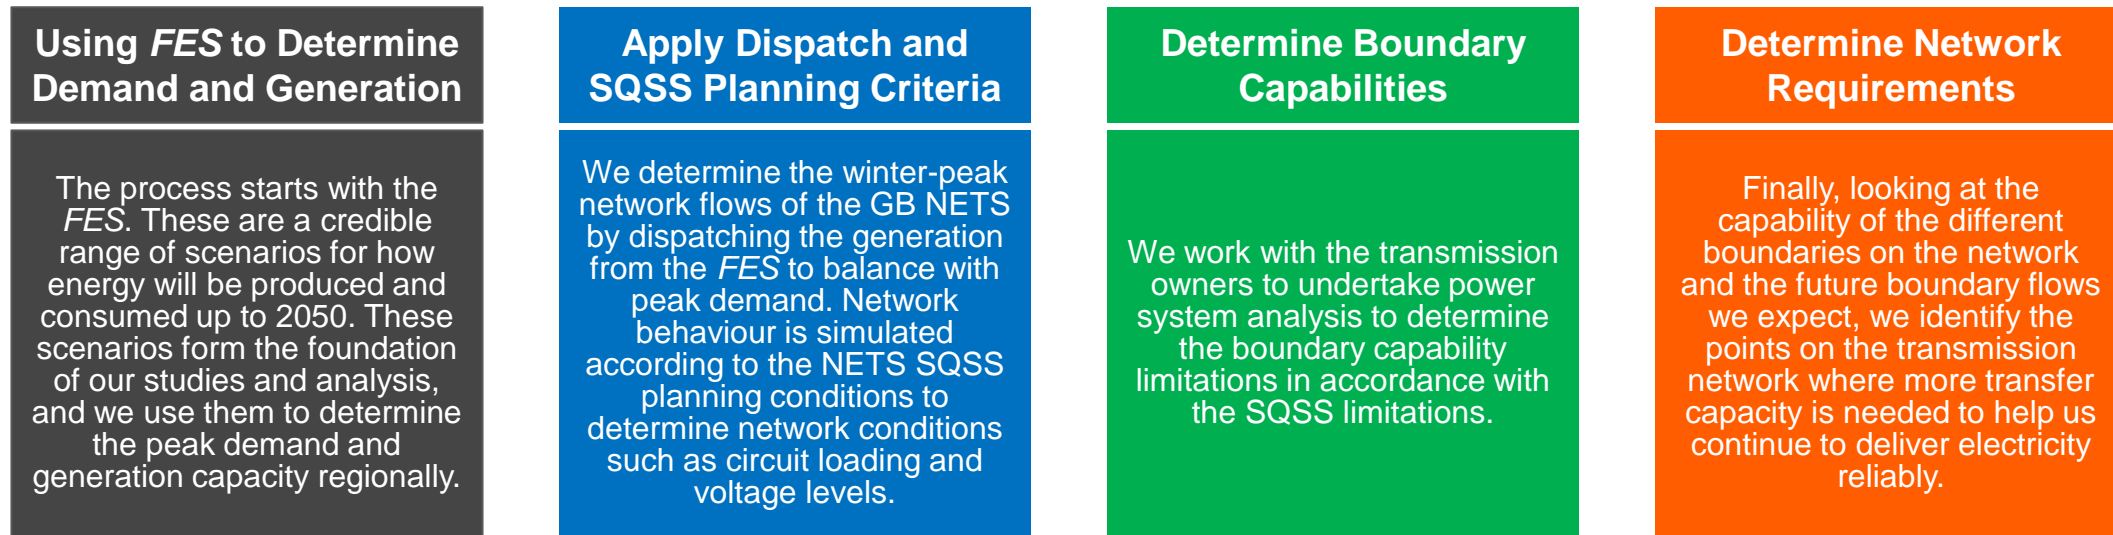 Using FES to Determine
Demand and Generation
The process starts with the
FES. These are a credible
range of scenarios for how
energy will be produced and
consumed up to 2050. These
scenarios form the foundation
of our studies and analysis,
and we use them to determine
the peak demand and
generation capacity regionally.
Apply Dispatch and
SQSS Planning Criteria
We determine the winter-peak
network flows of the GB NETS
by dispatching the generation
from the FES to balance with
peak demand. Network
behaviour is simulated
according to the NETS SQSS
planning conditions to
determine network conditions
such as circuit loading and
voltage levels.
Determine Boundary
Capabilities
We work with the transmission
owners to undertake power
system analysis to determine
the boundary capability
limitations in accordance with
the SQSS limitations.
Determine Network
Requirements
Finally, looking at the
capability of the different
boundaries on the network
and the future boundary flows
we expect, we identify the
points on the transmission
network where more transfer
capacity is needed to help us
continue to deliver electricity
reliably.